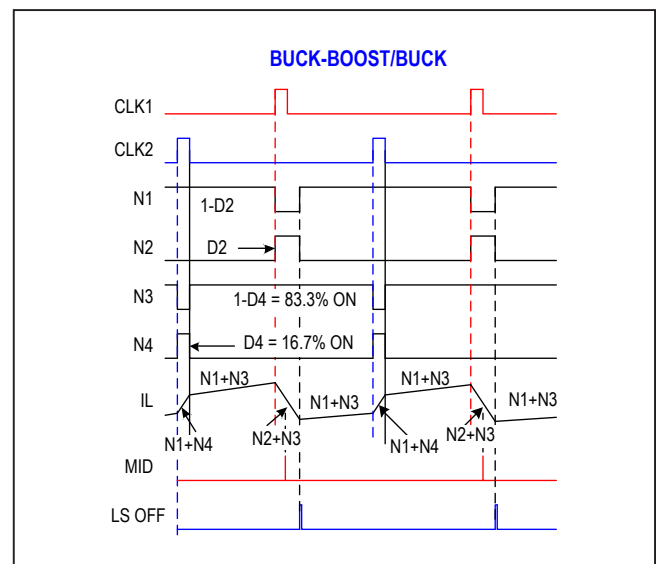 BUCK-BOOST/BUCK
CLK1
CLK2
N1
1-D2
N2
D2
N3
1-D4 = 83.3% ON
N4
D4 = 16.7% ON
IL
N1+N3
N1+N3
N1+N3
N1+N3
N1+N4
N2+N3
N1+N4
N2+N3
MID
LS OFF